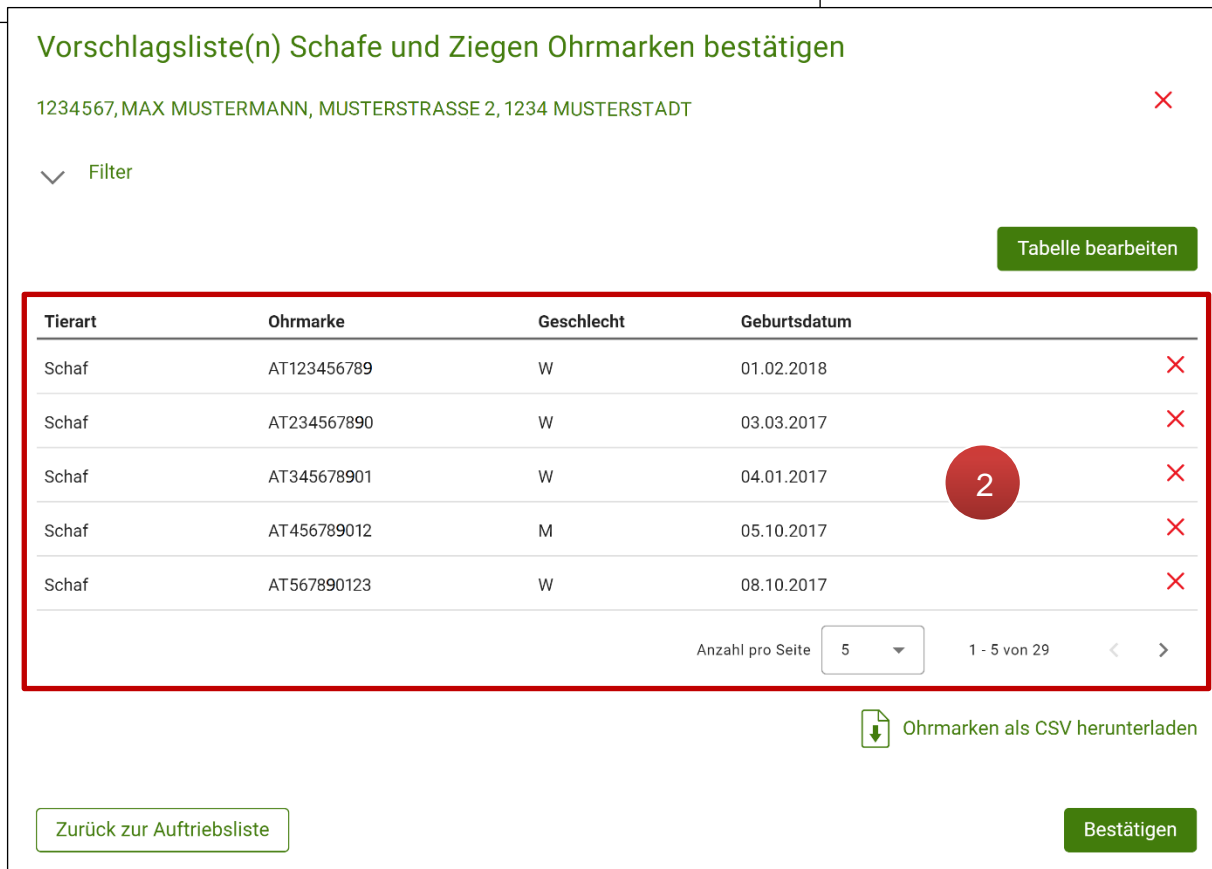 Vorschlagsliste(n) Schafe und Ziegen Ohrmarken bestätigen
1234567, MAX MUSTERMANN, MUSTERSTRASSE 2, 1234 MUSTERSTADT
Filter
Tabelle bearbeiten
Tierart Ohrmarke Geschlecht Geburtsdatum
Schaf AT123456789 W 01.02.2018
Schaf AT234567890 W 03.03.2017
Schaf AT345678901 W 04.01.2017
2
Schaf AT456789012 M 05.10.2017
Schaf AT567890123 W 08.10.2017
Anzahl pro Seite 5 1 - 5 von 29
Ohrmarken als CSV herunterladen
Zurück zur Auftriebsliste Bestätigen